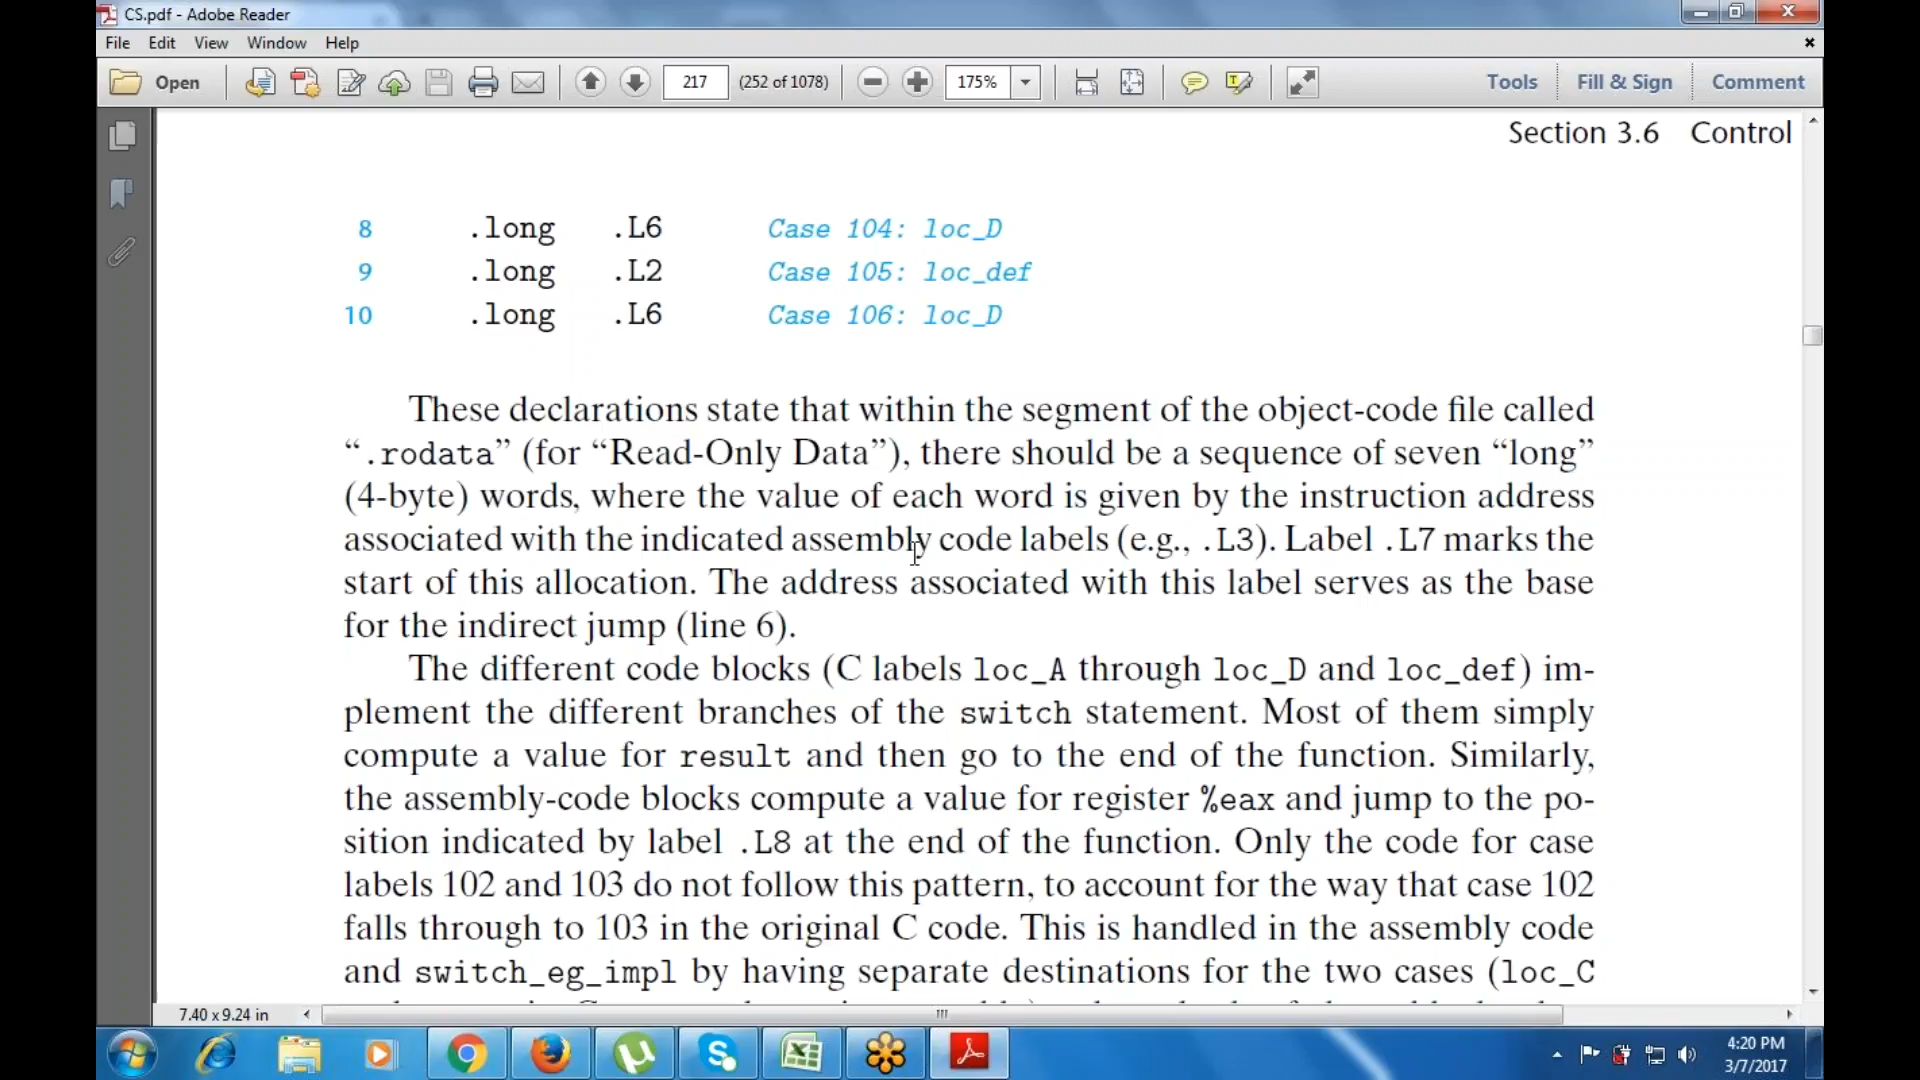 CS.pdf - Adobe Reader
File Edit View Window Help
Open 217 (252 of 1078) 175% Tools Fill & Sign Comment
Section 3.6 Control
8 .long .L6 Case 104: loc_D
9 .long .L2 Case 105: loc_def
10 .long .L6 Case 106: loc_D
These declarations state that within the segment of the object-code file called
“.rodata” (for “Read-Only Data”), there should be a sequence of seven “long”
(4-byte) words, where the value of each word is given by the instruction address
associated with the indicated assembly code labels (e.g., .L3). Label .L7 marks the
start of this allocation. The address associated with this label serves as the base
for the indirect jump (line 6).
The different code blocks (C labels loc_A through loc_D and loc_def) im-
plement the different branches of the switch statement. Most of them simply
compute a value for result and then go to the end of the function. Similarly,
the assembly-code blocks compute a value for register %eax and jump to the po-
sition indicated by label .L8 at the end of the function. Only the code for case
labels 102 and 103 do not follow this pattern, to account for the way that case 102
falls through to 103 in the original C code. This is handled in the assembly code
and switch_eg_impl by having separate destinations for the two cases (loc_C
7.40 x 9.24 in
4:20 PM
3/7/2017